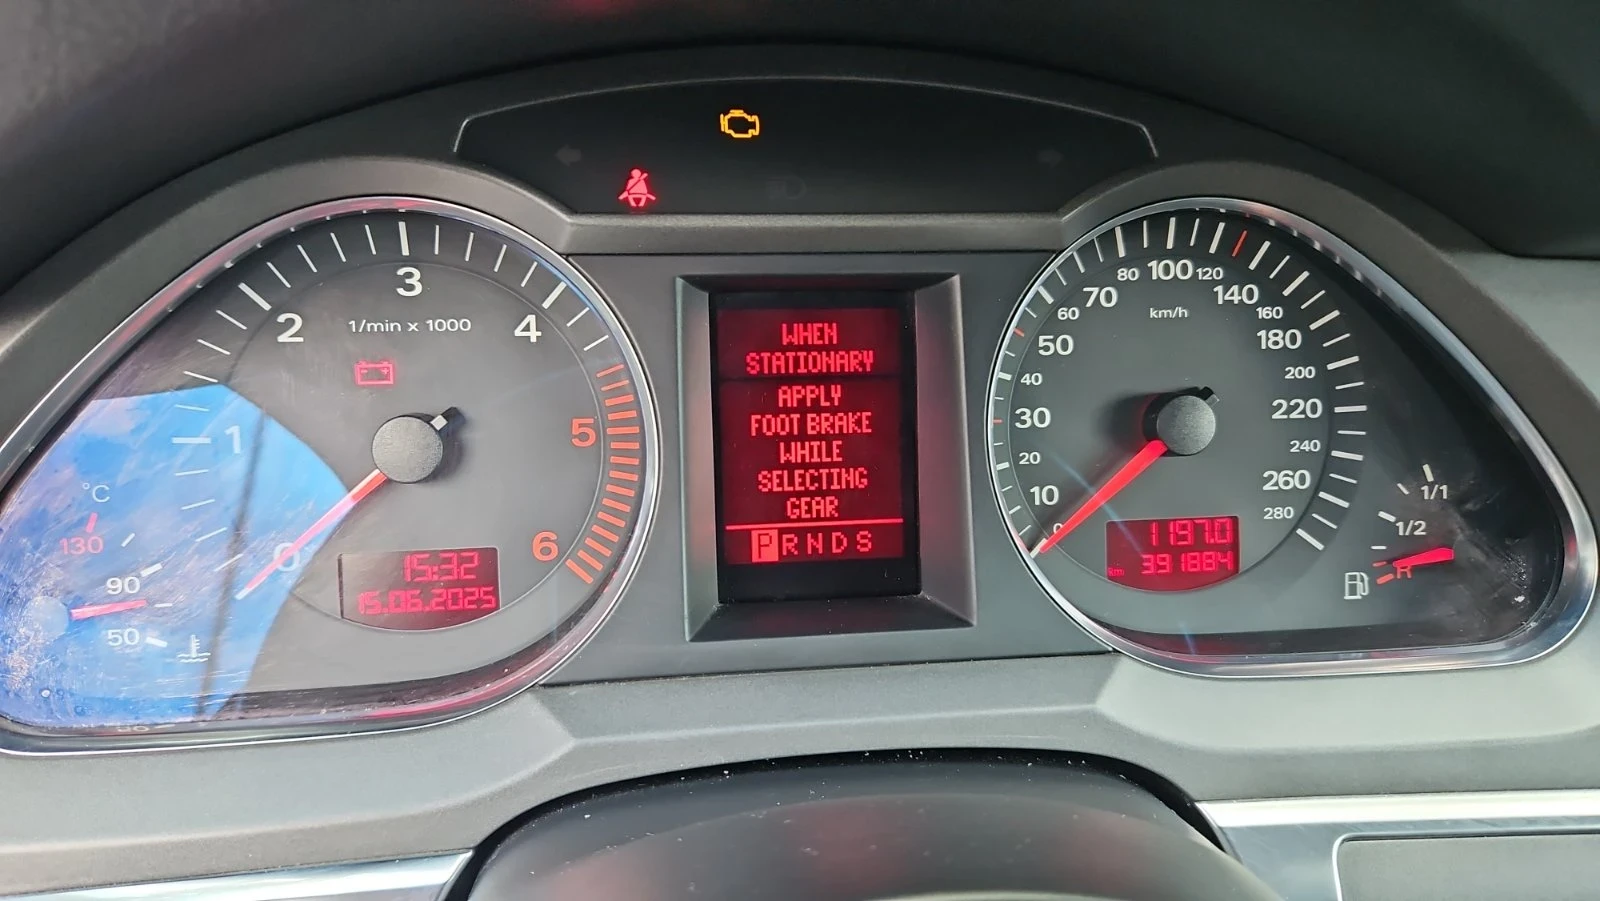 3
2
4
1/min x 1000
1
5
0
6
°C
130
90
50
15:32
15.06.2025
WHEN
STATIONARY
APPLY
FOOT BRAKE
WHILE
SELECTING
GEAR
P R N D S
80 100 120
70 140
60 160
km/h
50 180
40 200
30 220
20 240
10 260
0 280
1197.0
km 391884
1/1
1/2
R